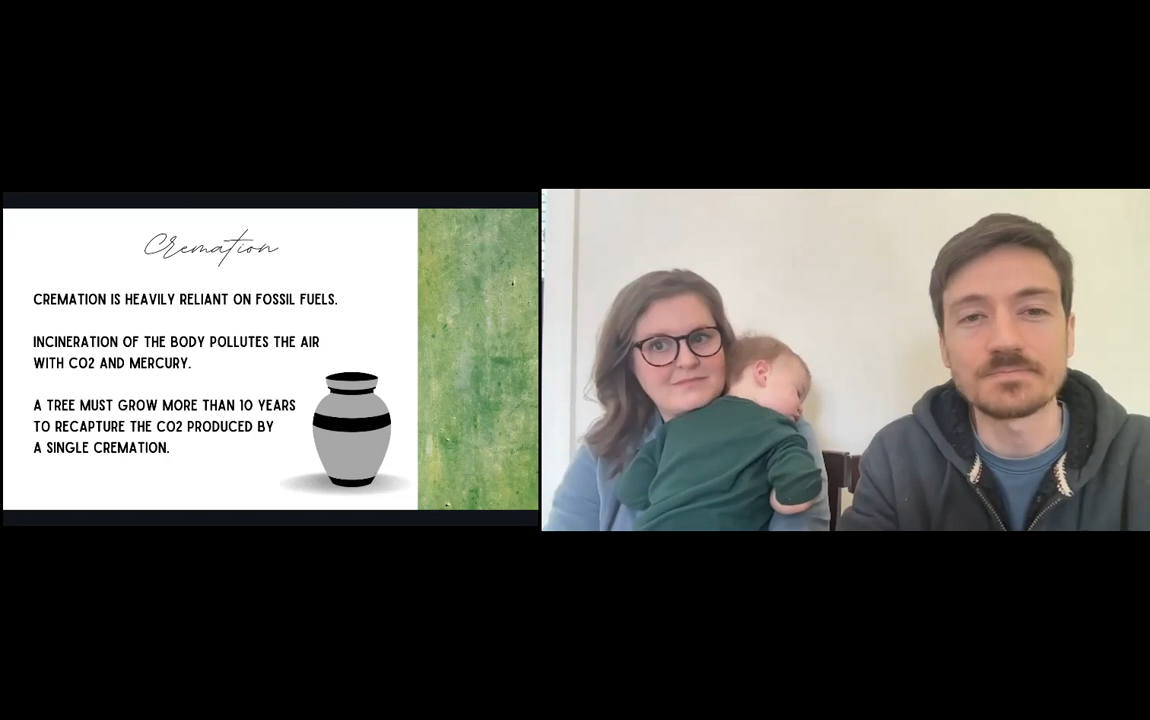 Cremation
CREMATION IS HEAVILY RELIANT ON FOSSIL FUELS.
INCINERATION OF THE BODY POLLUTES THE AIR
WITH CO2 AND MERCURY.
A TREE MUST GROW MORE THAN 10 YEARS
TO RECAPTURE THE CO2 PRODUCED BY
A SINGLE CREMATION.